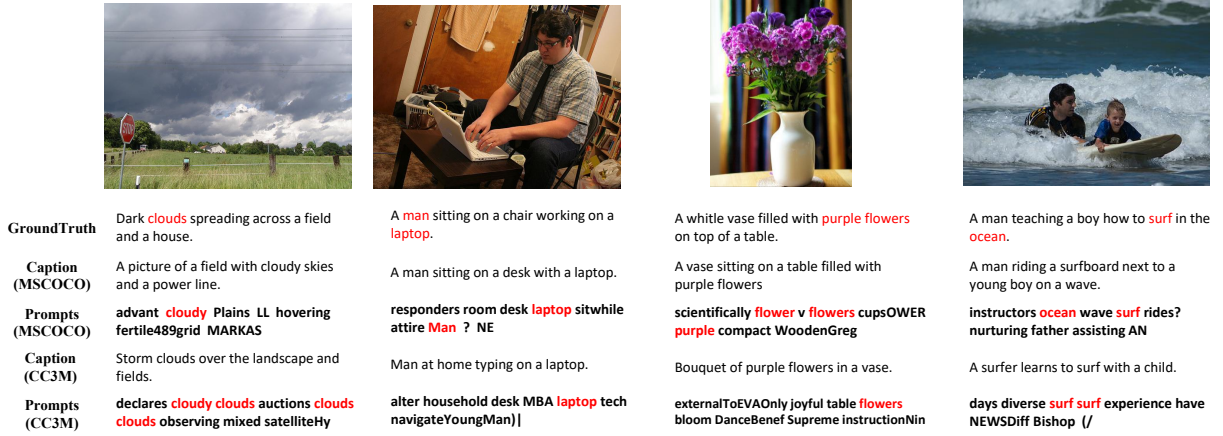 STOP
GroundTruth
Dark clouds spreading across a field
and a house.
A man sitting on a chair working on a
laptop.
A whitle vase filled with purple flowers
on top of a table.
A man teaching a boy how to surf in the
ocean.
Caption
(MSCOCO)
A picture of a field with cloudy skies
and a power line.
A man sitting on a desk with a laptop.
A vase sitting on a table filled with
purple flowers
A man riding a surfboard next to a
young boy on a wave.
Prompts
(MSCOCO)
advant cloudy Plains LL hovering
fertile489grid MARKAS
responders room desk laptop sitwhile
attire Man ? NE
scientifically flower v flowers cupsOWER
purple compact WoodenGreg
instructors ocean wave surf rides?
nurturing father assisting AN
Caption
(CC3M)
Storm clouds over the landscape and
fields.
Man at home typing on a laptop.
Bouquet of purple flowers in a vase.
A surfer learns to surf with a child.
Prompts
(CC3M)
declares cloudy clouds auctions clouds
clouds observing mixed satelliteHy
alter household desk MBA laptop tech
navigateYoungMan)|
externalToEVAOnly joyful table flowers
bloom DanceBenef Supreme instructionNin
days diverse surf surf experience have
NEWSDiff Bishop (/